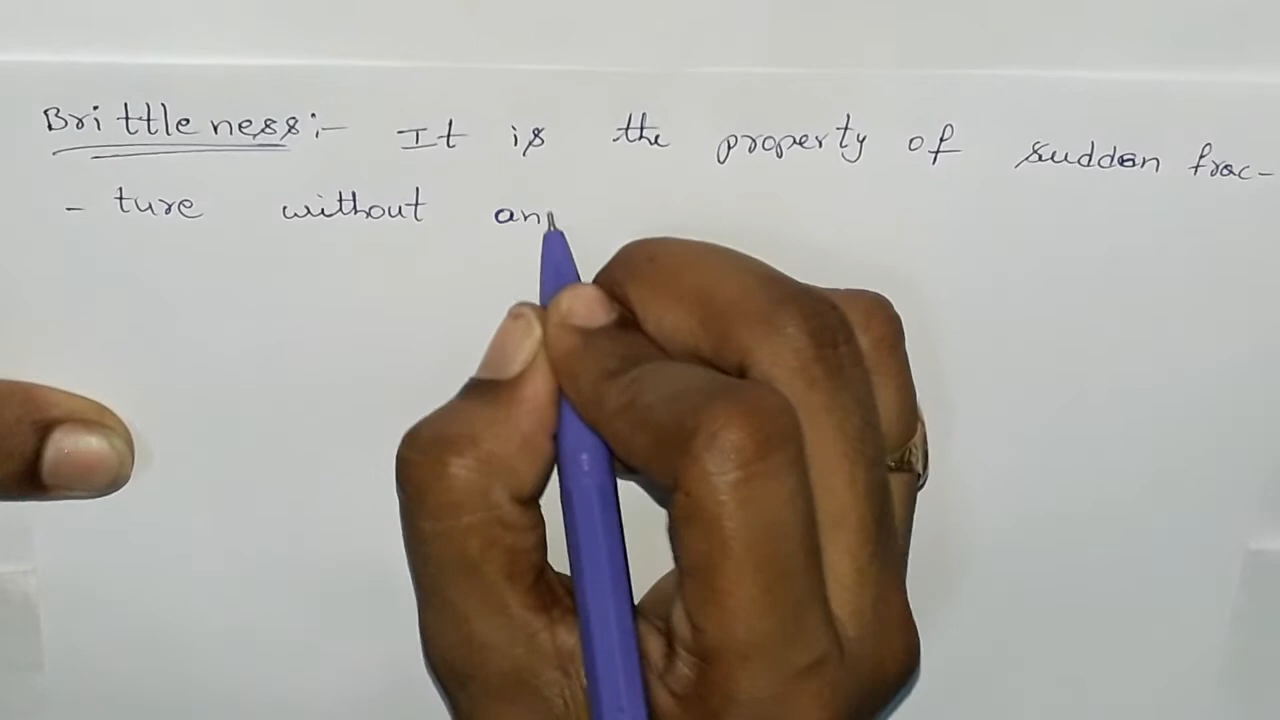 Brittleness:- It is the property of sudden frac-
- ture without an